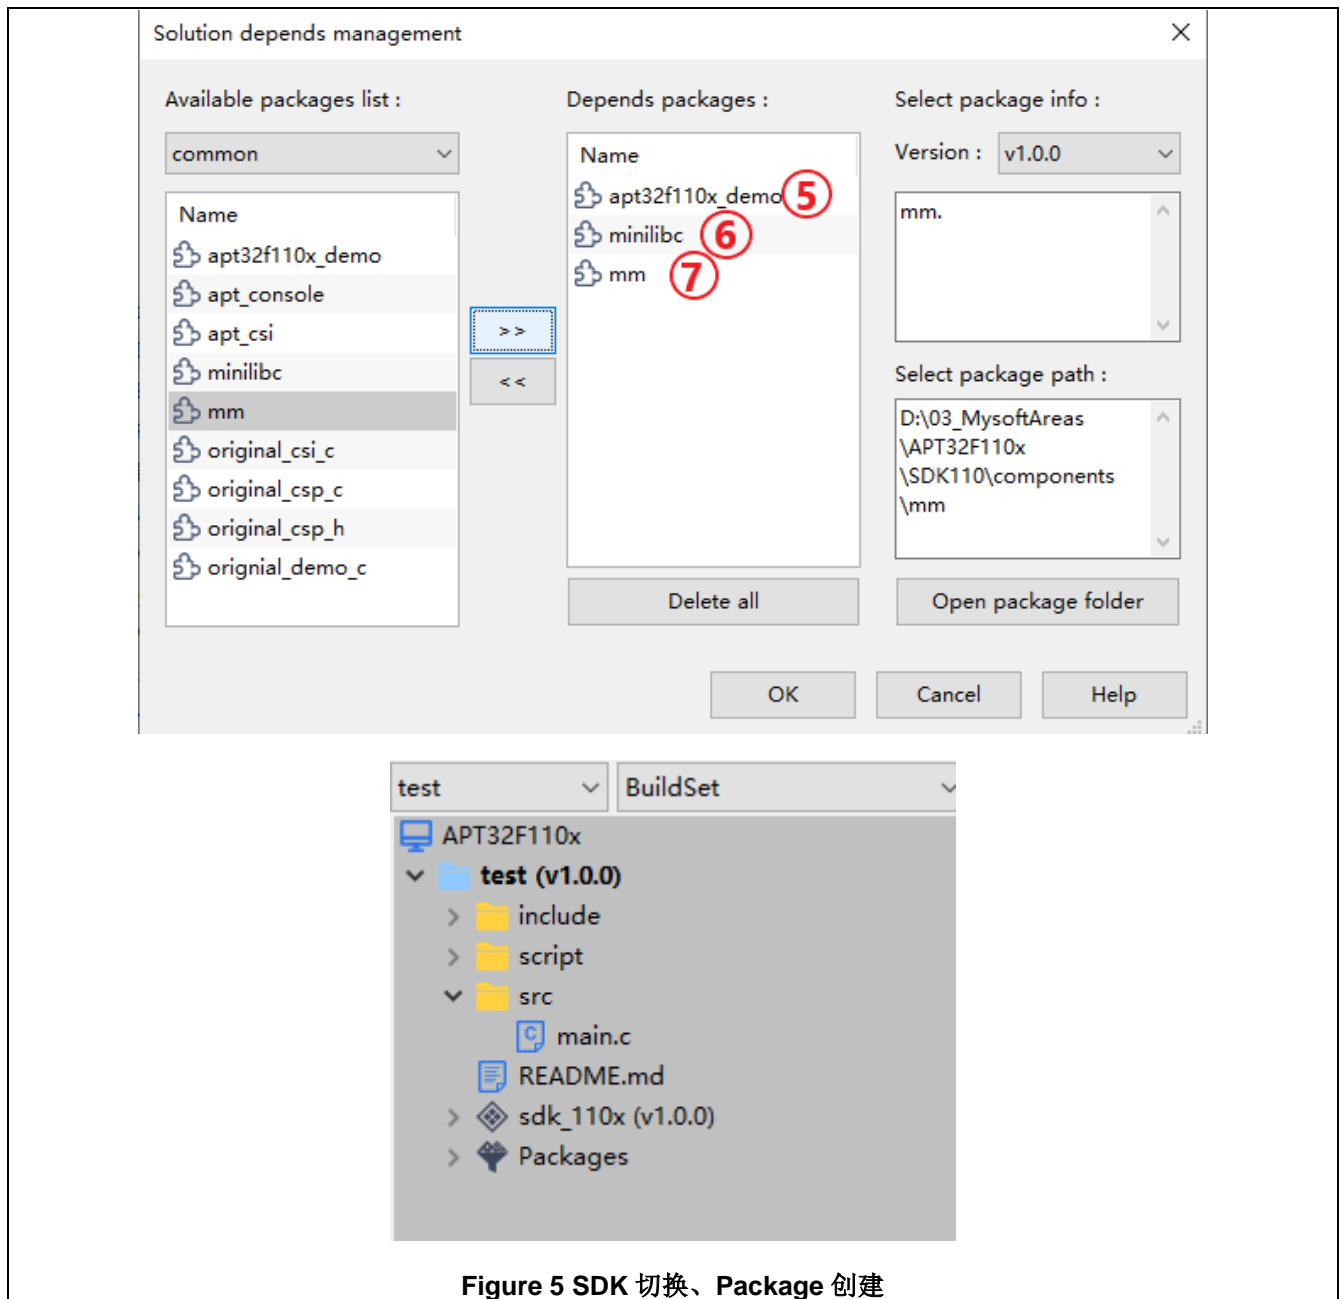 Solution depends management
Available packages list :
common
Name
apt32f110x_demo
apt_console
apt_csi
minilibc
mm
original_csi_c
original_csp_c
original_csp_h
orignial_demo_c
>>
<<
Depends packages :
Name
apt32f110x_demo ⑤
minilibc ⑥
mm ⑦
Delete all
Select package info :
Version : v1.0.0
mm.
Select package path :
D:\03_MysoftAreas
\APT32F110x
\SDK110\components
\mm
Open package folder
OK Cancel Help
test BuildSet
APT32F110x
test (v1.0.0)
include
script
src
main.c
README.md
sdk_110x (v1.0.0)
Packages
Figure 5 SDK 切换、Package 创建